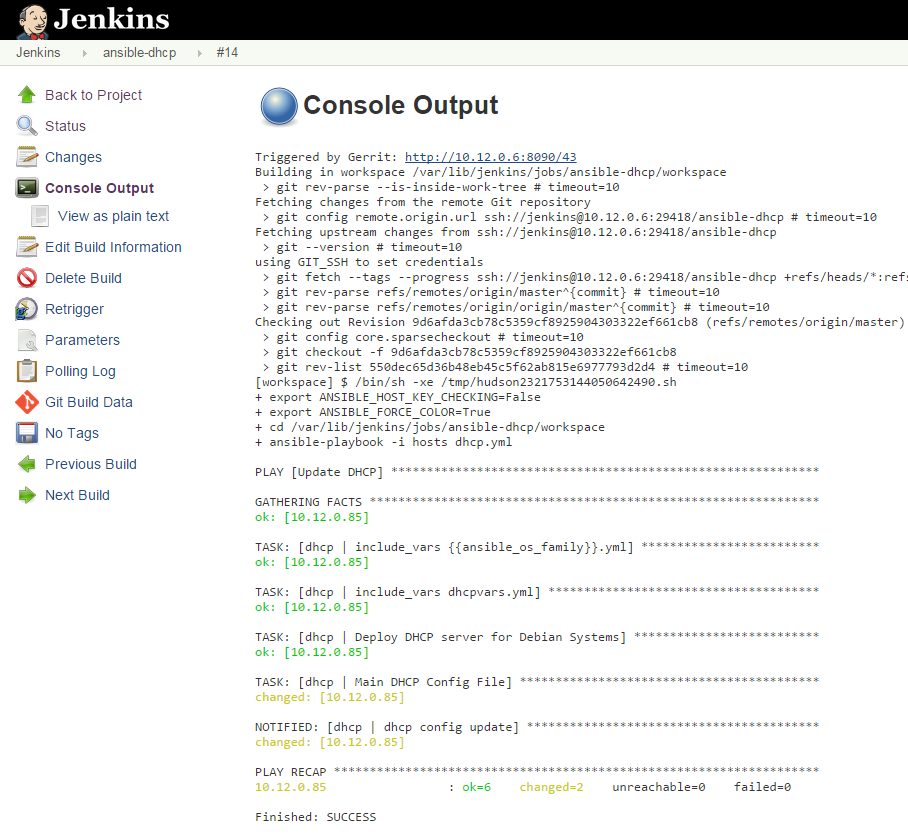 Jenkins
Jenkins ansible-dhcp #14
Back to Project
Status
Changes
Console Output
View as plain text
Edit Build Information
Delete Build
Retrigger
Parameters
Polling Log
Git Build Data
No Tags
Previous Build
Next Build
Console Output
Triggered by Gerrit: http://10.12.0.6:8090/43
Building in workspace /var/lib/jenkins/jobs/ansible-dhcp/workspace
 > git rev-parse --is-inside-work-tree # timeout=10
Fetching changes from the remote Git repository
 > git config remote.origin.url ssh://jenkins@10.12.0.6:29418/ansible-dhcp # timeout=10
Fetching upstream changes from ssh://jenkins@10.12.0.6:29418/ansible-dhcp
 > git --version # timeout=10
using GIT_SSH to set credentials
 > git fetch --tags --progress ssh://jenkins@10.12.0.6:29418/ansible-dhcp +refs/heads/*:refs
 > git rev-parse refs/remotes/origin/master^{commit} # timeout=10
 > git rev-parse refs/remotes/origin/origin/master^{commit} # timeout=10
Checking out Revision 9d6afda3cb78c5359cf8925904303322ef661cb8 (refs/remotes/origin/master)
 > git config core.sparsecheckout # timeout=10
 > git checkout -f 9d6afda3cb78c5359cf8925904303322ef661cb8
 > git rev-list 550dec65d36b48eb45c5f62ab815e6977793d2d4 # timeout=10
[workspace] $ /bin/sh -xe /tmp/hudson2321753144050642490.sh
+ export ANSIBLE_HOST_KEY_CHECKING=False
+ export ANSIBLE_FORCE_COLOR=True
+ cd /var/lib/jenkins/jobs/ansible-dhcp/workspace
+ ansible-playbook -i hosts dhcp.yml
PLAY [Update DHCP] ************************************************************
GATHERING FACTS ***************************************************************
ok: [10.12.0.85]
TASK: [dhcp | include_vars {{ansible_os_family}}.yml] *************************
ok: [10.12.0.85]
TASK: [dhcp | include_vars dhcpvars.yml] **************************************
ok: [10.12.0.85]
TASK: [dhcp | Deploy DHCP server for Debian Systems] **************************
ok: [10.12.0.85]
TASK: [dhcp | Main DHCP Config File] ******************************************
changed: [10.12.0.85]
NOTIFIED: [dhcp | dhcp config update] *****************************************
changed: [10.12.0.85]
PLAY RECAP ********************************************************************
10.12.0.85                 : ok=6    changed=2    unreachable=0    failed=0
Finished: SUCCESS